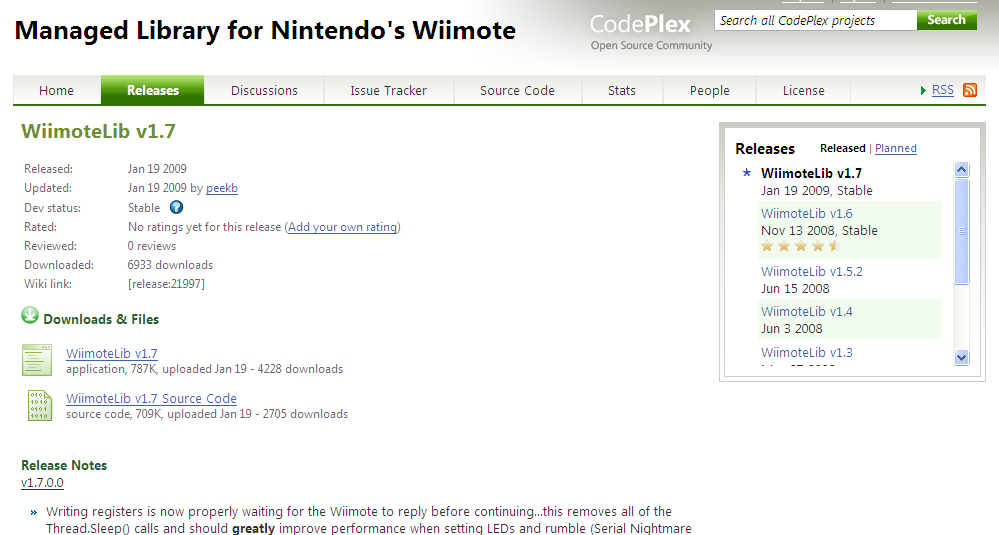 Managed Library for Nintendo's Wiimote
CodePlex
Open Source Community
Search all CodePlex projects
Search
Home
Releases
Discussions
Issue Tracker
Source Code
Stats
People
License
RSS
WiimoteLib v1.7
Released: Jan 19 2009
Updated: Jan 19 2009 by peekb
Dev status: Stable
Rated: No ratings yet for this release (Add your own rating)
Reviewed: 0 reviews
Downloaded: 6933 downloads
Wiki link: [release:21997]
Downloads & Files
WiimoteLib v1.7
application, 787K, uploaded Jan 19 - 4228 downloads
WiimoteLib v1.7 Source Code
source code, 709K, uploaded Jan 19 - 2705 downloads
Release Notes
v1.7.0.0
» Writing registers is now properly waiting for the Wiimote to reply before continuing...this removes all of the
Thread.Sleep() calls and should greatly improve performance when setting LEDs and rumble (Serial Nightmare
Releases Released | Planned
WiimoteLib v1.7
Jan 19 2009, Stable
WiimoteLib v1.6
Nov 13 2008, Stable
WiimoteLib v1.5.2
Jun 15 2008
WiimoteLib v1.4
Jun 3 2008
WiimoteLib v1.3